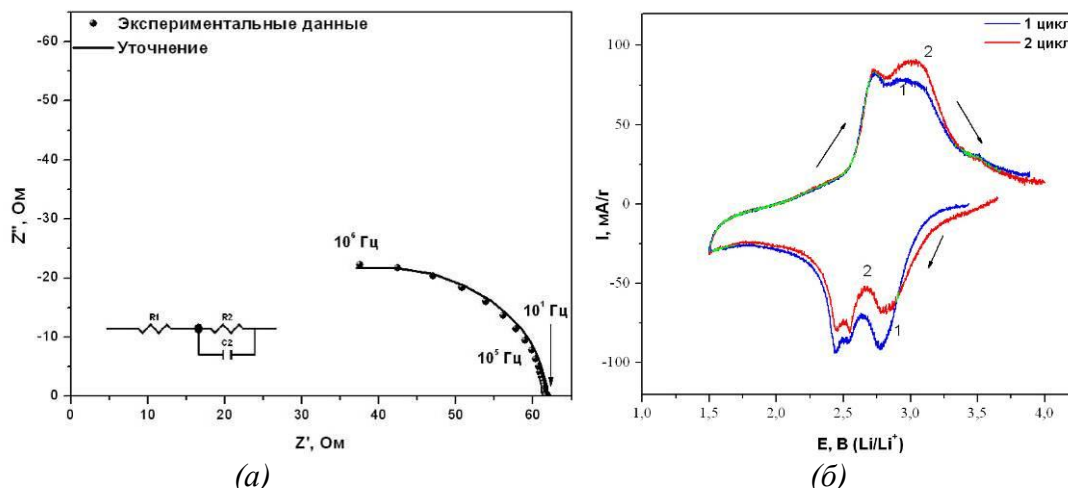 Экспериментальные данные
Уточнение
-60
-50
-40
-30
-20
-10
0
Z'', Ом
10⁶ Гц
10⁵ Гц
10¹ Гц
R1
R2
C2
0 10 20 30 40 50 60
Z', Ом
(а)
1 цикл
2 цикл
100
50
0
-50
-100
I, мА/г
2
1
2
1
1,0 1,5 2,0 2,5 3,0 3,5 4,0
E, В (Li/Li⁺)
(б)